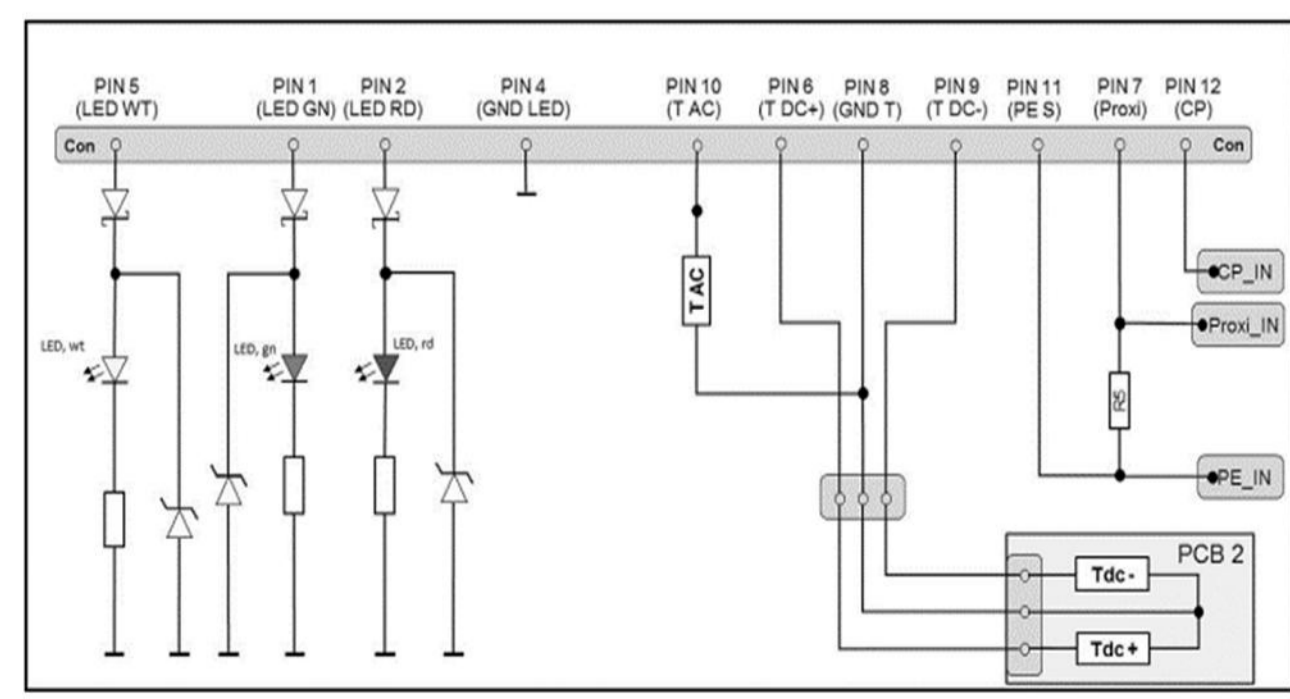 PIN 5
(LED WT)
PIN 1
(LED GN)
PIN 2
(LED RD)
PIN 4
(GND LED)
PIN 10
(T AC)
PIN 6
(T DC+)
PIN 8
(GND T)
PIN 9
(T DC-)
PIN 11
(PE S)
PIN 7
(Proxi)
PIN 12
(CP)
Con
Con
CP_IN
T AC
Proxi_IN
LED, wt
LED, gn
LED, rd
R5
PE_IN
PCB 2
Tdc -
Tdc +